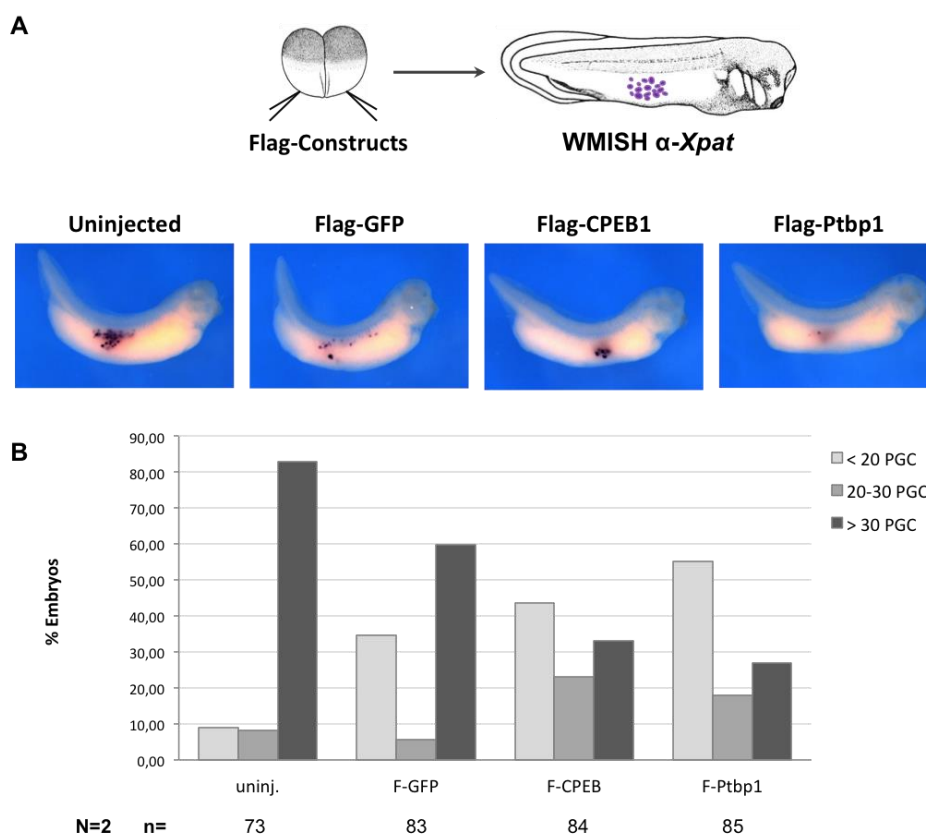 A
Flag-Constructs
WMISH α-Xpat
Uninjected Flag-GFP Flag-CPEB1 Flag-Ptbp1
B
90,00
80,00
70,00
60,00
50,00
40,00
30,00
20,00
10,00
0,00
% Embryos
< 20 PGC
20-30 PGC
> 30 PGC
uninj. F-GFP F-CPEB F-Ptbp1
N=2 n= 73 83 84 85